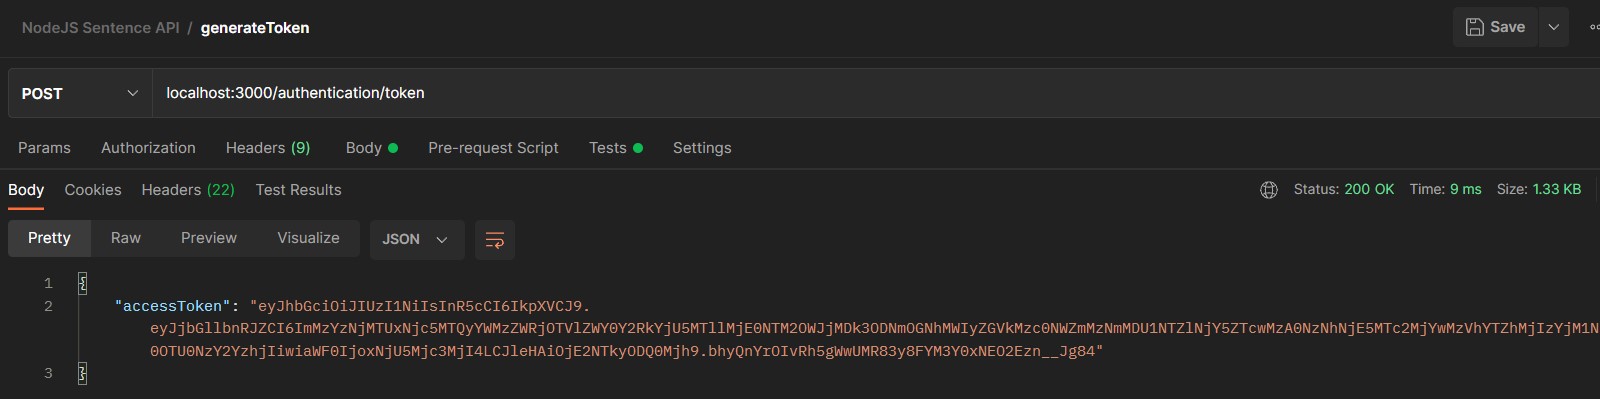 NodeJS Sentence API / generateToken
Save
POST
localhost:3000/authentication/token
Params Authorization Headers (9) Body Pre-request Script Tests Settings
Body Cookies Headers (22) Test Results
Status: 200 OK Time: 9 ms Size: 1.33 KB
Pretty Raw Preview Visualize JSON
1 {
2 "accessToken": "eyJhbGciOiJIUzI1NiIsInR5cCI6IkpXVCJ9.
eyJjbGllbnRJZCI6ImMzYzNjMTUxNjc5MTQyYWMzZWRjOTVlZWY0Y2RkYjU5MTllMjE0NTM2OWJjMDk3ODNmOGNhMWIyZGVkMzc0NWZmMzNmMDU1NTZlNjY5ZTcwMzA0NzNhNjE5MTc2MjYwMzVhYTZhMjIzYjM1N
0OTU0NzY2YzhjIiwiaWF0IjoxNjU5Mjc3MjI4LCJleHAiOjE2NTkyODQ0Mjh9.bhyQnYrOIvRh5gWwUMR83y8FYM3Y0xNEO2Ezn__Jg84"
3 }